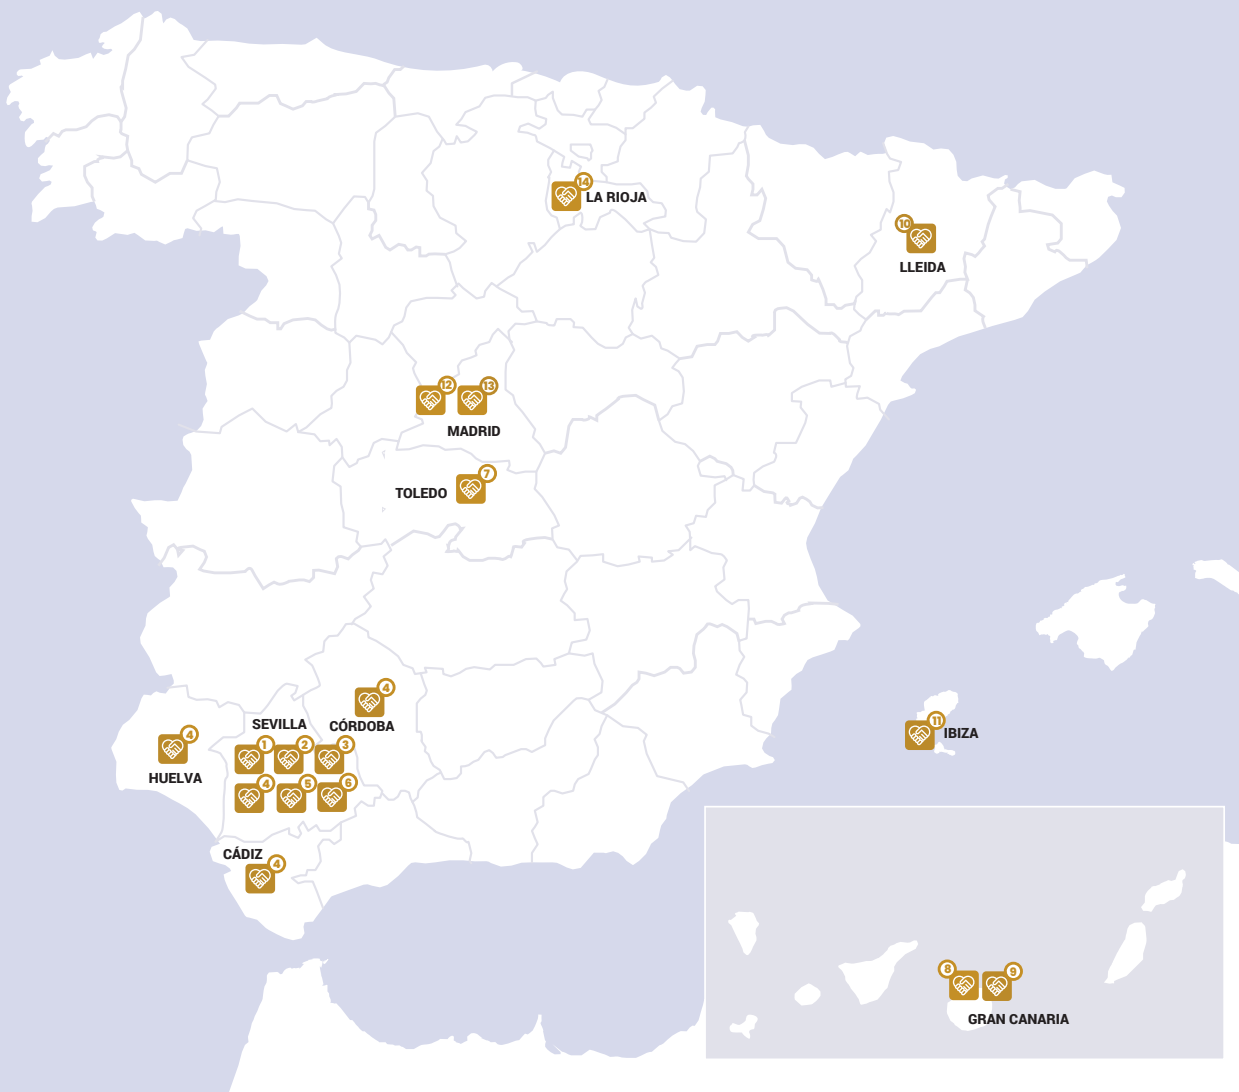 14
LA RIOJA
10
LLEIDA
12
13
MADRID
7
TOLEDO
4
CÓRDOBA
4
HUELVA
SEVILLA
1
2
3
4
5
6
CÁDIZ
4
11
IBIZA
8
9
GRAN CANARIA